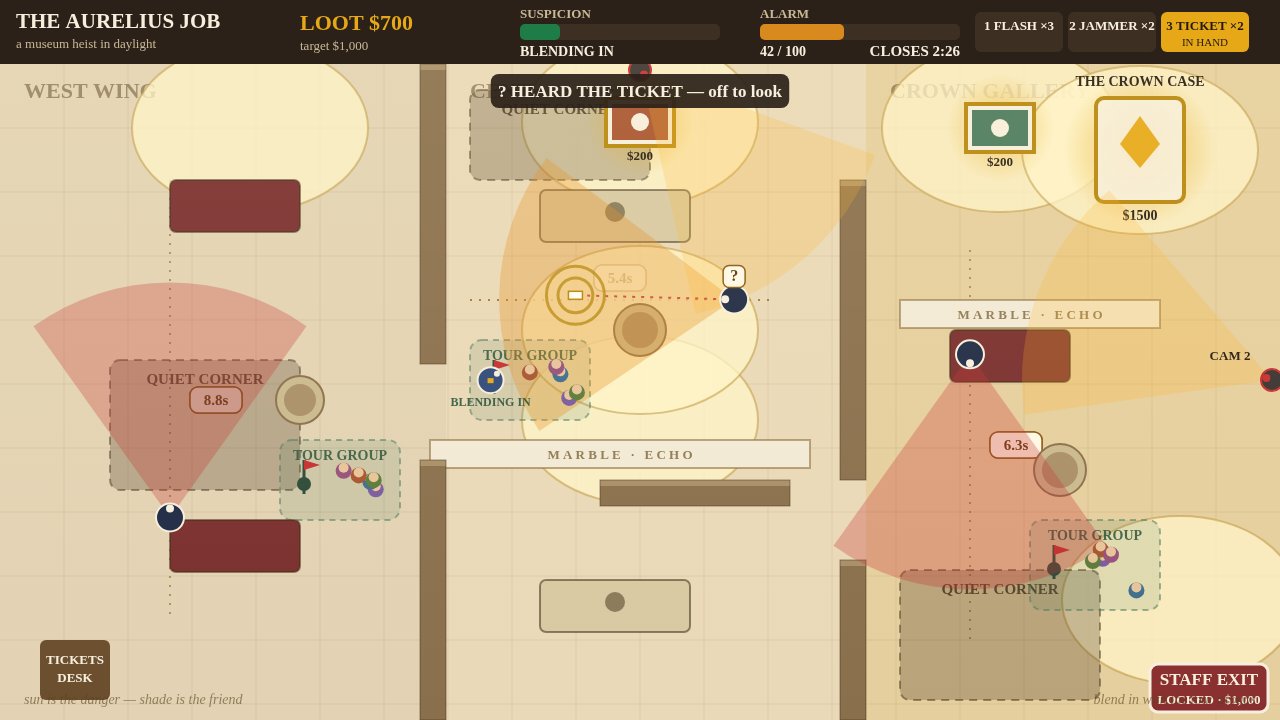 THE AURELIUS JOB
a museum heist in daylight
LOOT $700
target $1,000
SUSPICION
BLENDING IN
ALARM
42 / 100
CLOSES 2:26
1 FLASH ×3
2 JAMMER ×2
3 TICKET ×2
IN HAND
WEST WING
? HEARD THE TICKET — off to look
CROWN GALLERY
THE CROWN CASE
QUIET CORNER
$200
$200
$1500
?
5.4s
MARBLE · ECHO
TOUR GROUP
BLENDING IN
CAM 2
QUIET CORNER
8.8s
TOUR GROUP
MARBLE · ECHO
6.3s
TOUR GROUP
QUIET CORNER
TICKETS
DESK
sun is the danger — shade is the friend
blend in
STAFF EXIT
LOCKED · $1,000